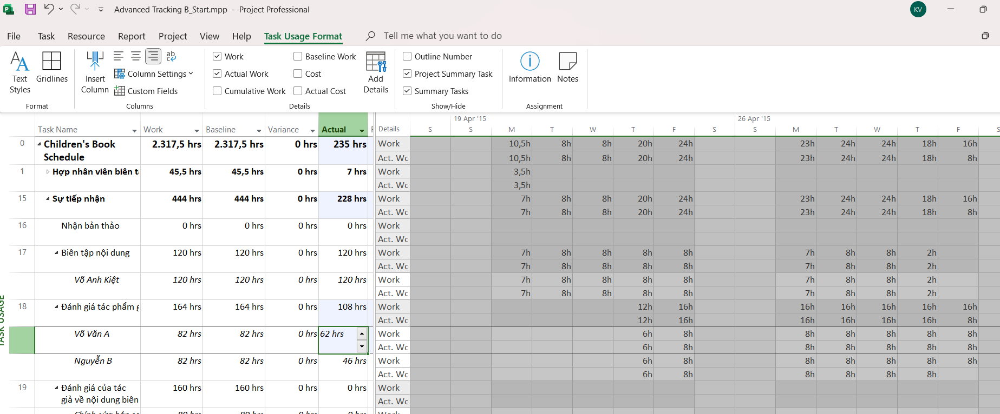 Advanced Tracking B_Start.mpp - Project Professional
KV
File Task Resource Report Project View Help Task Usage Format Tell me what you want to do
Text Styles
Gridlines
Format
Insert Column
Column Settings
Custom Fields
Columns
Work
Actual Work
Cumulative Work
Baseline Work
Cost
Actual Cost
Add Details
Details
Outline Number
Project Summary Task
Summary Tasks
Show/Hide
Information
Notes
Assignment
19 Apr '15 26 Apr '15
Task Name Work Baseline Variance Actual Details S S M T W T F S S M T W T F S
0 Children's Book Schedule 2.317,5 hrs 2.317,5 hrs 0 hrs 235 hrs Work 10,5h 8h 8h 20h 24h 23h 24h 24h 18h 16h
Act. Wc 10,5h 8h 8h 20h 24h 23h 24h 24h 18h 8h
1 Hợp nhân viên biên 45,5 hrs 45,5 hrs 0 hrs 7 hrs Work 3,5h
Act. Wc 3,5h
15 Sự tiếp nhận 444 hrs 444 hrs 0 hrs 228 hrs Work 7h 8h 8h 20h 24h 23h 24h 24h 18h 16h
Act. Wc 7h 8h 8h 20h 24h 23h 24h 24h 18h 8h
16 Nhận bản thảo 0 hrs 0 hrs 0 hrs 0 hrs Work
Act. Wc
17 Biên tập nội dung 120 hrs 120 hrs 0 hrs 120 hrs Work 7h 8h 8h 8h 8h 7h 8h 8h 2h
Act. Wc 7h 8h 8h 8h 8h 7h 8h 8h 2h
Võ Anh Kiệt 120 hrs 120 hrs 0 hrs 120 hrs Work 7h 8h 8h 8h 8h 7h 8h 8h 2h
Act. Wc 7h 8h 8h 8h 8h 7h 8h 8h 2h
18 Đánh giá tác phẩm 164 hrs 164 hrs 0 hrs 108 hrs Work 12h 16h 16h 16h 16h 16h 16h
Act. Wc 12h 16h 16h 16h 16h 16h 8h
Võ Văn A 82 hrs 82 hrs 0 hrs 62 hrs Work 6h 8h 8h 8h 8h 8h 8h
Act. Wc 6h 8h 8h 8h 8h 8h 8h
Nguyễn B 82 hrs 82 hrs 0 hrs 46 hrs Work 6h 8h 8h 8h 8h 8h 8h
Act. Wc 6h 8h 8h 8h 8h 8h
19 Đánh giá của tác giả về nội dung biên 160 hrs 160 hrs 0 hrs 0 hrs Work
Act. Wc
TASK USAGE